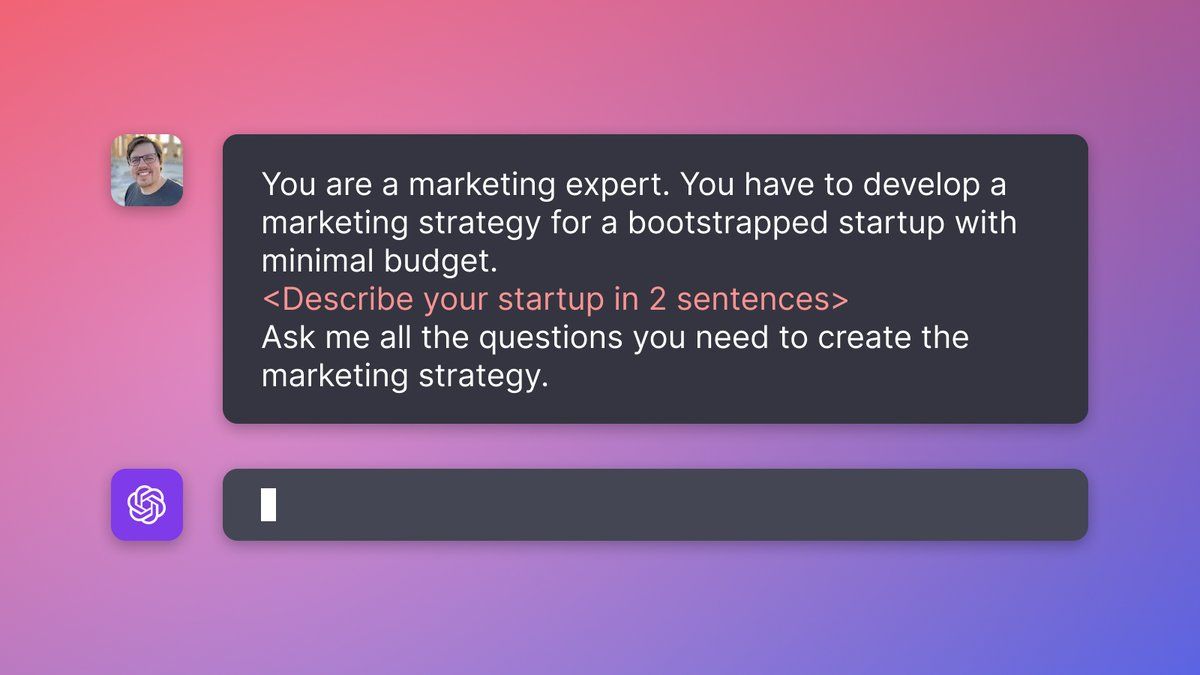 You are a marketing expert. You have to develop a
marketing strategy for a bootstrapped startup with
minimal budget.
<Describe your startup in 2 sentences>
Ask me all the questions you need to create the
marketing strategy.